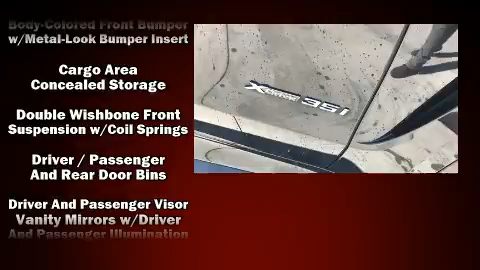 Body-Colored Front Bumper
w/Metal-Look Bumper Insert
Cargo Area
Concealed Storage
Double Wishbone Front
Suspension w/Coil Springs
Driver / Passenger
And Rear Door Bins
Driver And Passenger Visor
Vanity Mirrors w/Driver
And Passenger Illumination
35i